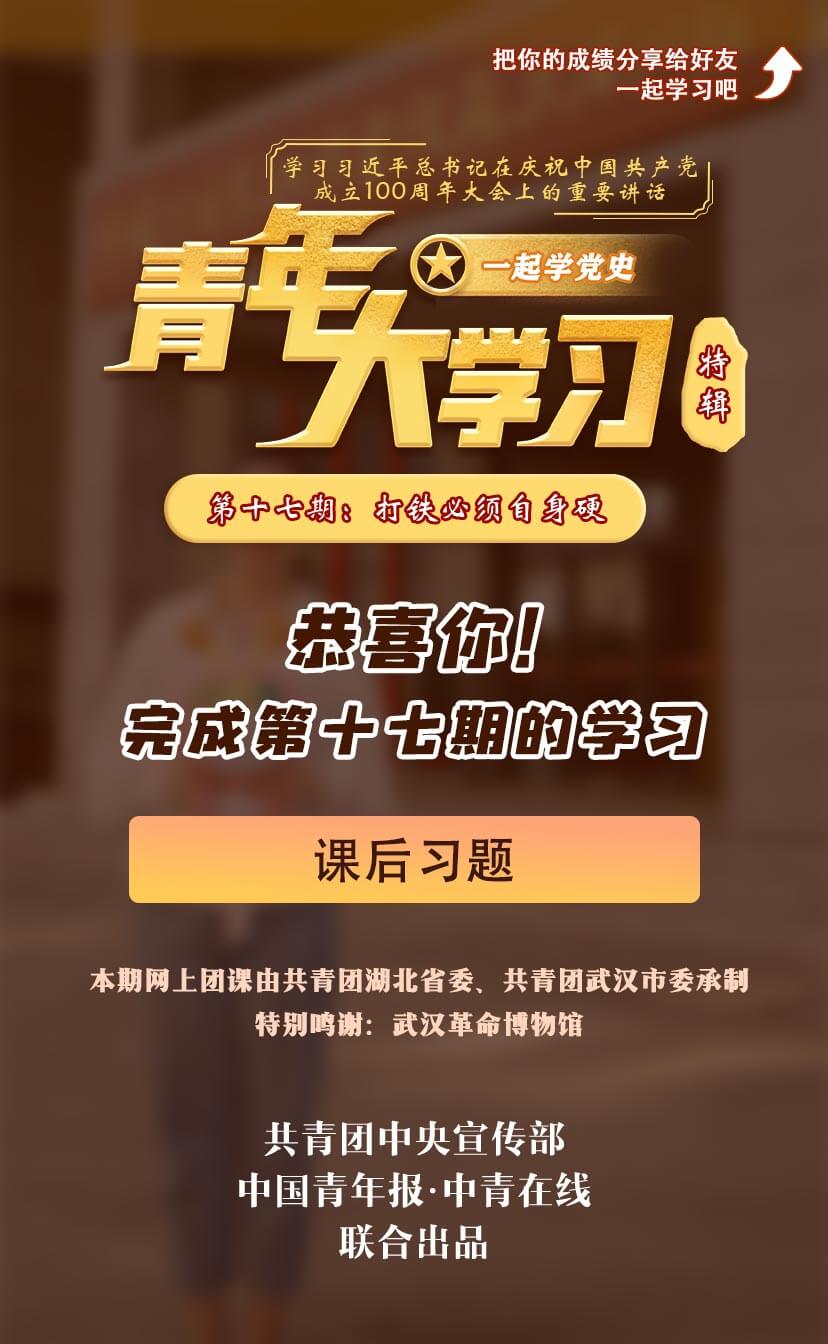 把你的成绩分享给好友
一起学习吧
学习习近平总书记在庆祝中国共产党
成立100周年大会上的重要讲话
青年大学习
一起学党史
特辑
第十七期：打铁必须自身硬
恭喜你！
完成第十七期的学习
课后习题
本期网上团课由共青团湖北省委、共青团武汉市委承制
特别鸣谢：武汉革命博物馆
共青团中央宣传部
中国青年报·中青在线
联合出品